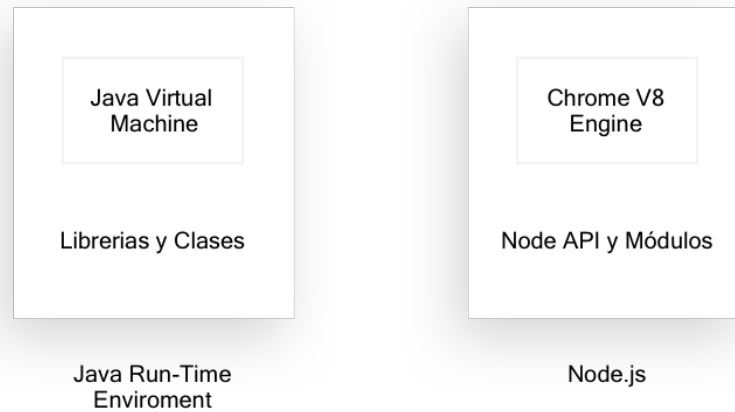 Java Virtual
Machine
Librerias y Clases
Java Run-Time
Enviroment
Chrome V8
Engine
Node API y Módulos
Node.js